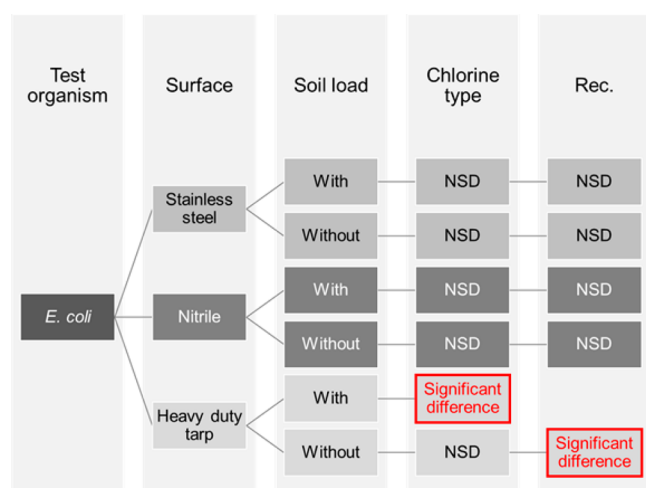 Test
organism
Surface
Soil load
Chlorine
type
Rec.
E. coli
Stainless
steel
With
NSD
NSD
Without
NSD
NSD
Nitrile
With
NSD
NSD
Without
NSD
NSD
Heavy duty
tarp
With
Significant
difference
Without
NSD
Significant
difference